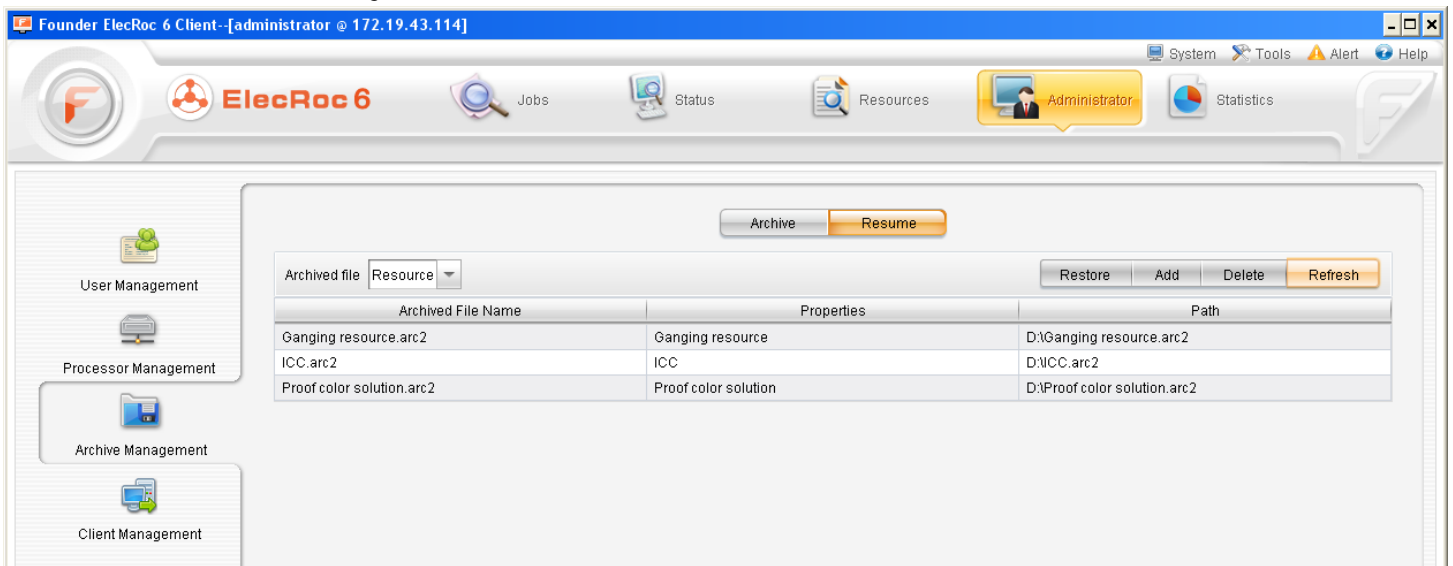 Founder ElecRoc 6 Client--[administrator @ 172.19.43.114]
System Tools Alert Help
ElecRoc 6 Jobs Status Resources Administrator Statistics
Archive Resume
User Management
Archived file Resource Restore Add Delete Refresh
Archived File Name Properties Path
Ganging resource.arc2 Ganging resource D:\Ganging resource.arc2
Processor Management
ICC.arc2 ICC D:\ICC.arc2
Proof color solution.arc2 Proof color solution D:\Proof color solution.arc2
Archive Management
Client Management